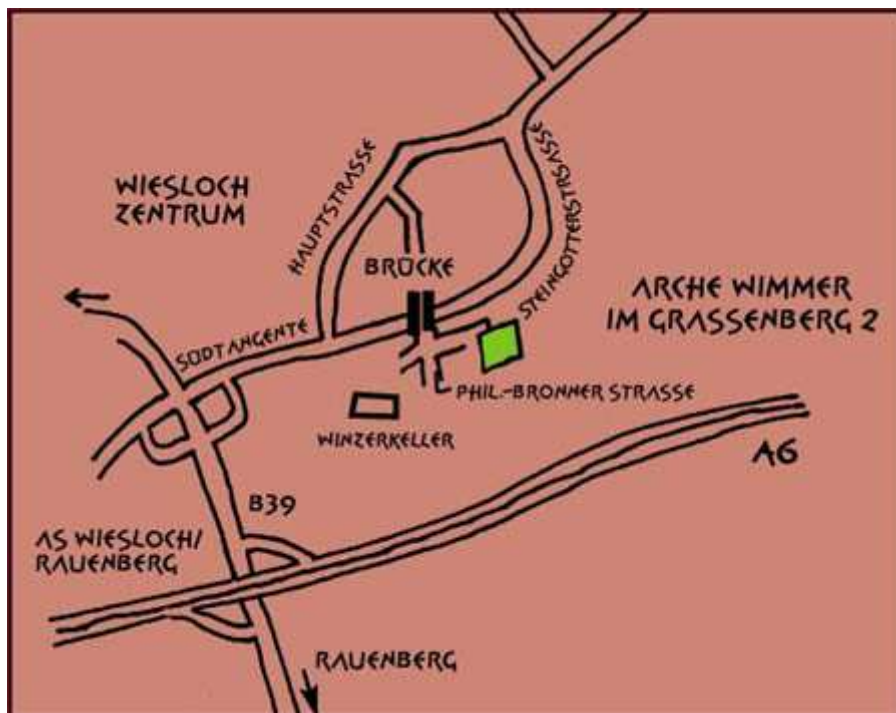 WIESLOCH
ZENTRUM
HAUPTSTRASSE
STEINGOTTERSTRSASSE
BRÜCKE
ARCHE WIMMER
IM GRASSENBERG 2
SÜDTANGENTE
PHIL.-BRONNER STRASSE
WINZERKELLER
A6
B39
AS WIESLOCH/
RAUENBERG
RAUENBERG